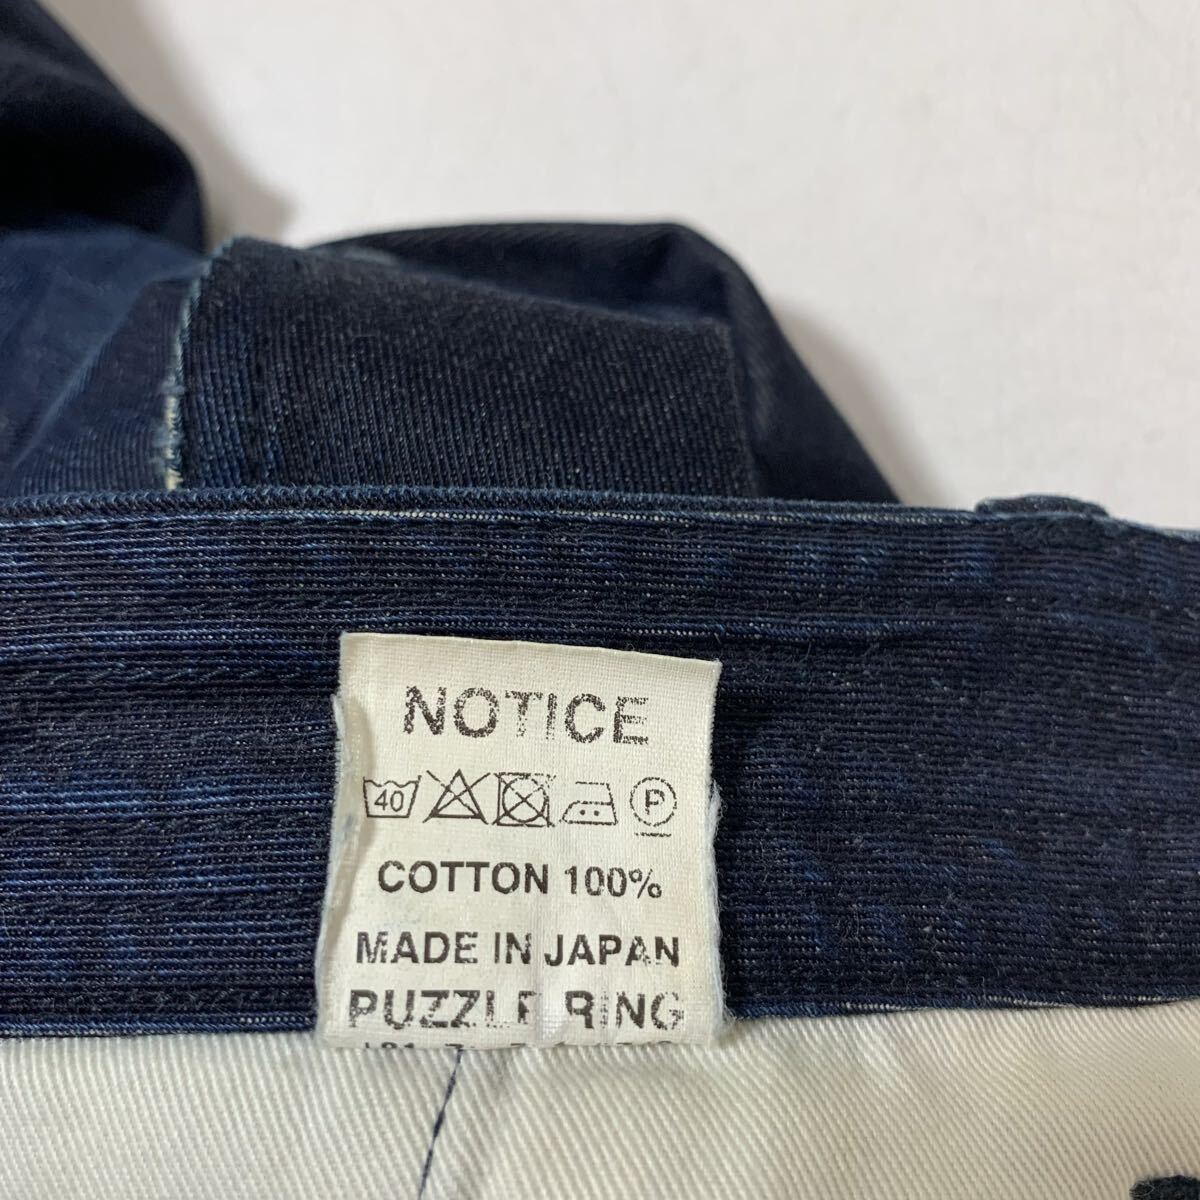 NOTICE
40 P
COTTON 100%
MADE IN JAPAN
PUZZLE RING